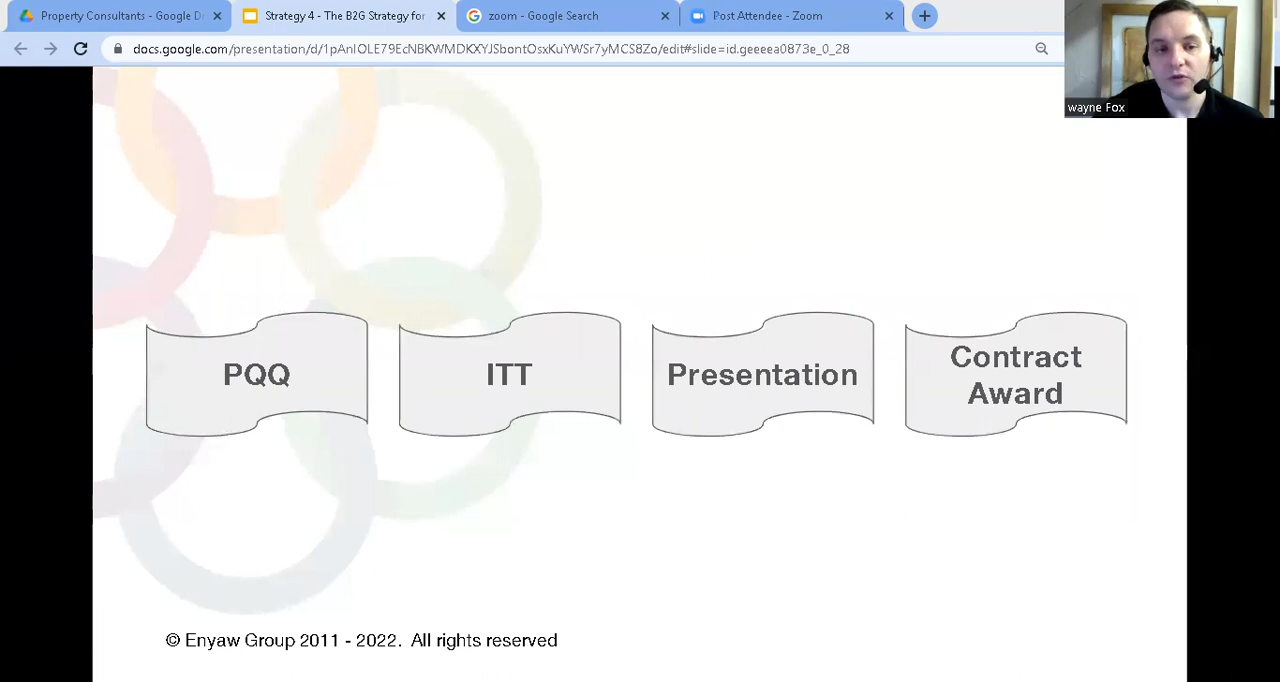 Property Consultants - Google Dr
Strategy 4 - The B2G Strategy for
zoom - Google Search
Post Attendee - Zoom
docs.google.com/presentation/d/1pAnIOLE79EcNBKWMDKXYJSbontOsxKuYWSr7yMCS8Zo/edit#slide=id.geeeea0873e_0_28
wayne Fox
PQQ
ITT
Presentation
Contract
Award
© Enyaw Group 2011 - 2022. All rights reserved